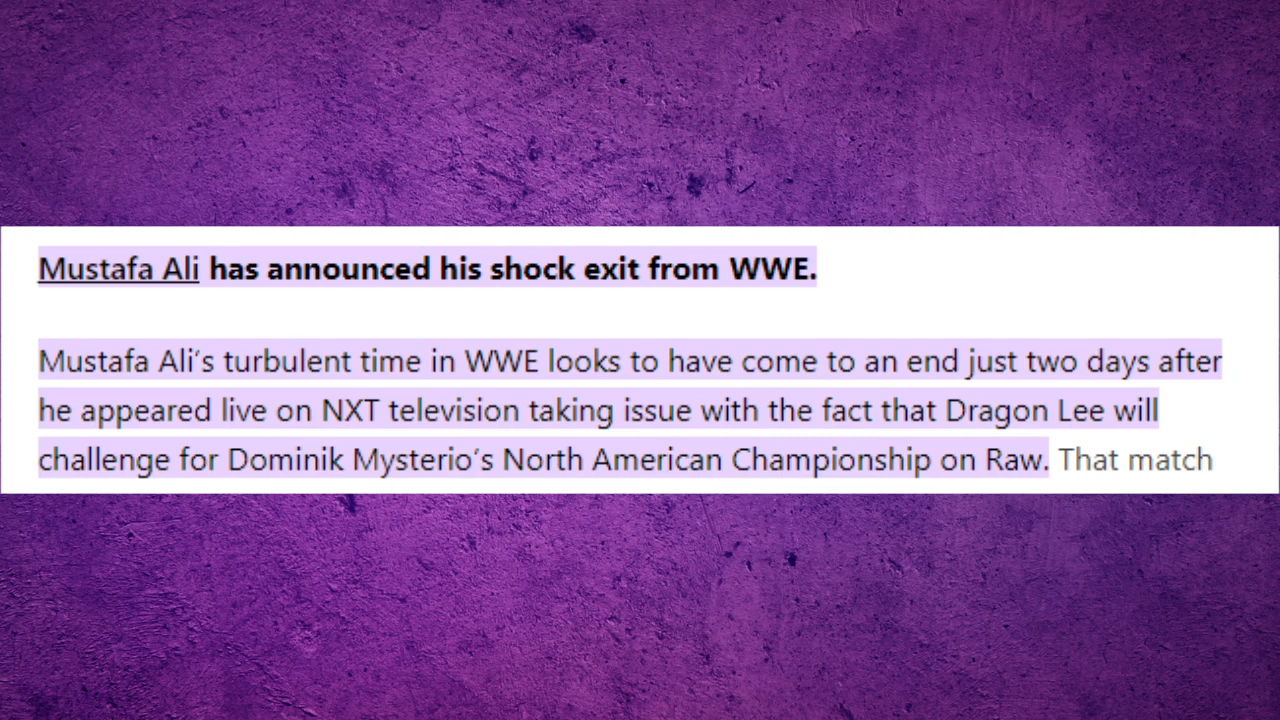 Mustafa Ali has announced his shock exit from WWE.
Mustafa Ali’s turbulent time in WWE looks to have come to an end just two days after
he appeared live on NXT television taking issue with the fact that Dragon Lee will
challenge for Dominik Mysterio’s North American Championship on Raw. That match